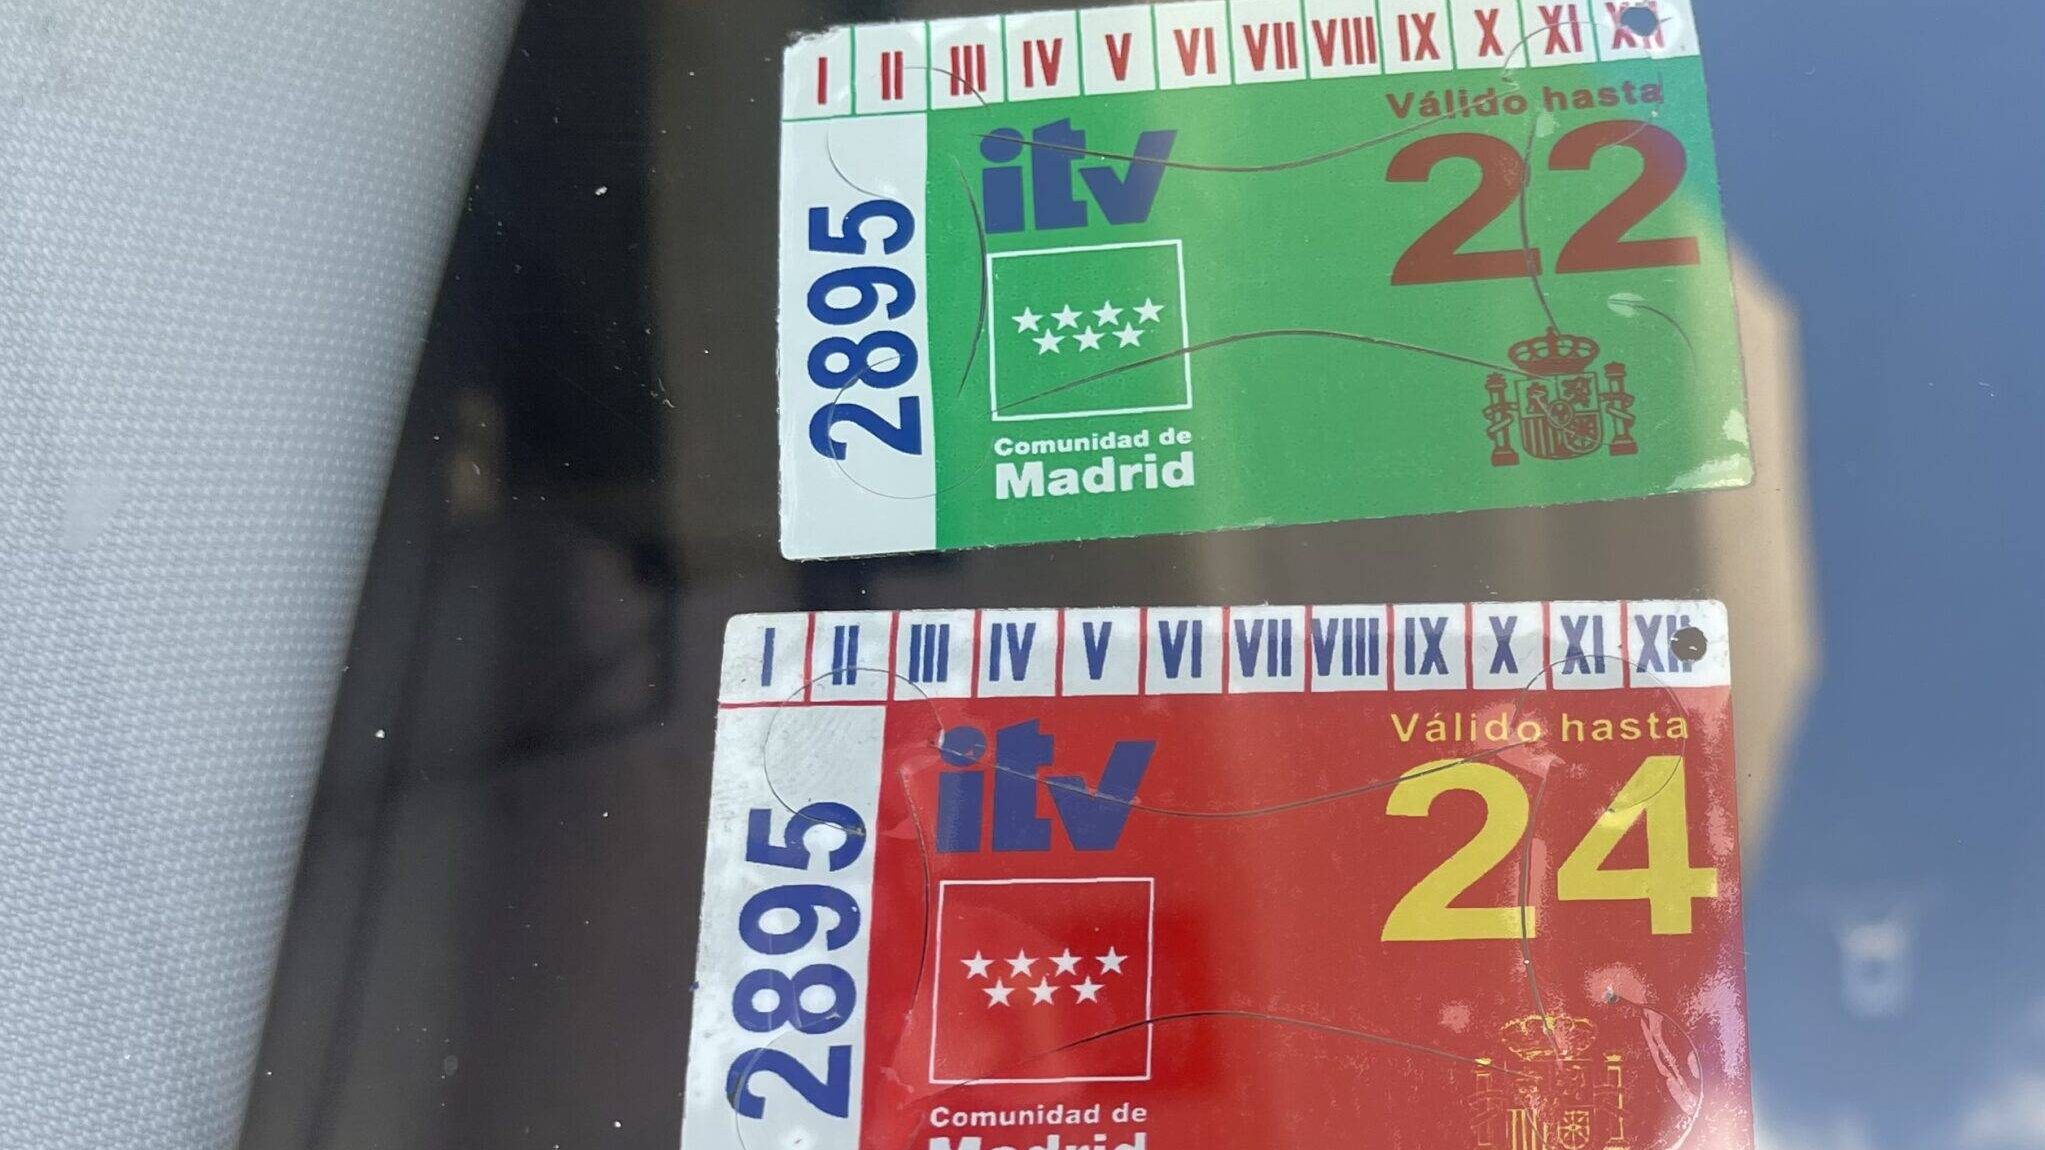 I II III IV V VI VII VIII IX X XI XII
Válido hasta
22
itv
2895
Comunidad de
Madrid
I II III IV V VI VII VIII IX X XI XII
Válido hasta
24
itv
2895
Comunidad de
Madrid